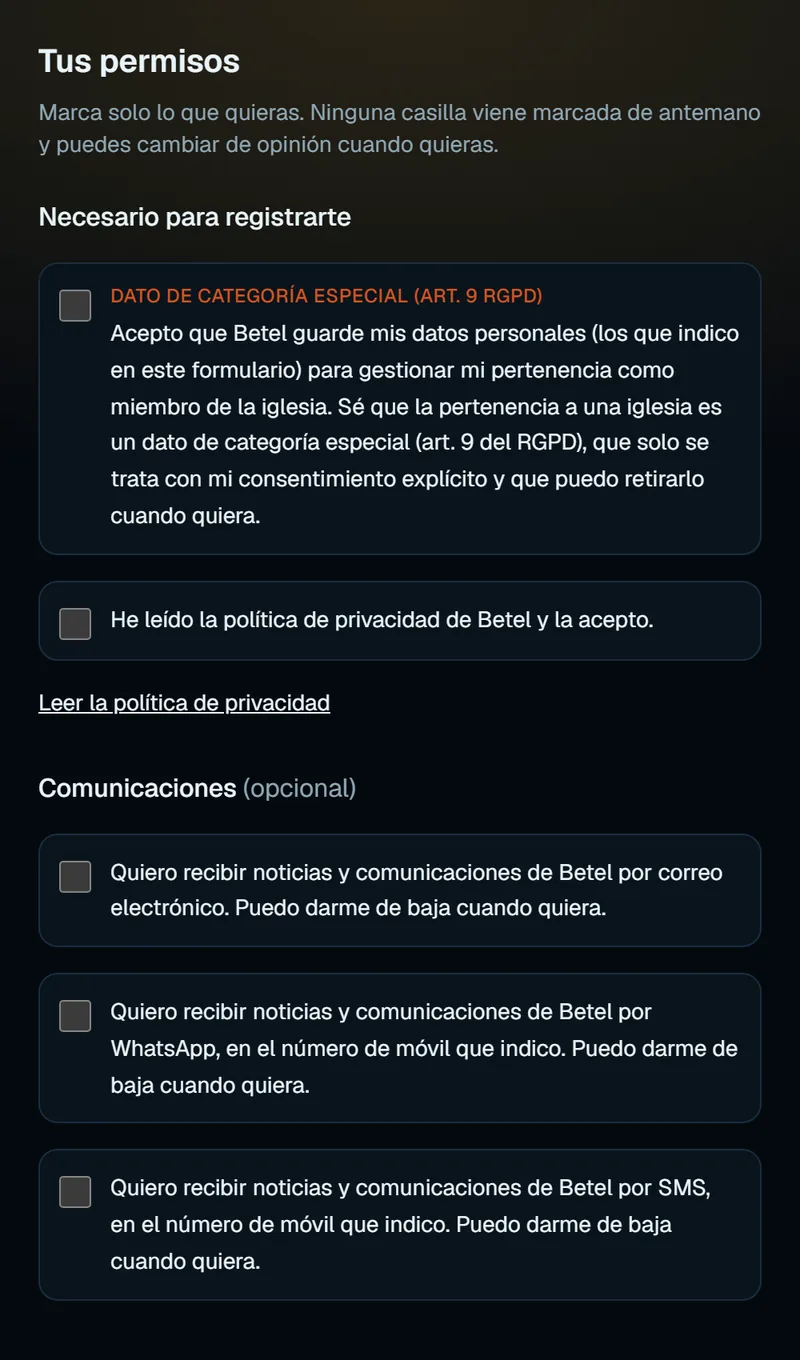 Tus permisos
Marca solo lo que quieras. Ninguna casilla viene marcada de antemano
y puedes cambiar de opinión cuando quieras.
Necesario para registrarte
DATO DE CATEGORÍA ESPECIAL (ART. 9 RGPD)
Acepto que Betel guarde mis datos personales (los que indico
en este formulario) para gestionar mi pertenencia como
miembro de la iglesia. Sé que la pertenencia a una iglesia es
un dato de categoría especial (art. 9 del RGPD), que solo se
trata con mi consentimiento explícito y que puedo retirarlo
cuando quiera.
He leído la política de privacidad de Betel y la acepto.
Leer la política de privacidad
Comunicaciones (opcional)
Quiero recibir noticias y comunicaciones de Betel por correo
electrónico. Puedo darme de baja cuando quiera.
Quiero recibir noticias y comunicaciones de Betel por
WhatsApp, en el número de móvil que indico. Puedo darme de
baja cuando quiera.
Quiero recibir noticias y comunicaciones de Betel por SMS,
en el número de móvil que indico. Puedo darme de baja
cuando quiera.